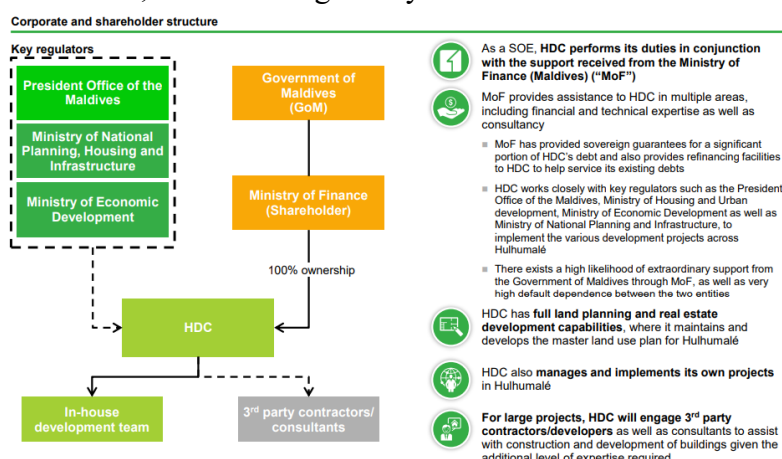 Corporate and shareholder structure
Key regulators
President Office of the
Maldives
Ministry of National
Planning, Housing and
Infrastructure
Ministry of Economic
Development
Government of
Maldives
(GoM)
Ministry of Finance
(Shareholder)
100% ownership
HDC
In-house
development team
3rd party contractors/
consultants
As a SOE, HDC performs its duties in conjunction
with the support received from the Ministry of
Finance (Maldives) (“MoF”)
MoF provides assistance to HDC in multiple areas,
including financial and technical expertise as well as
consultancy
MoF has provided sovereign guarantees for a significant
portion of HDC's debt and also provides refinancing facilities
to HDC to help service its existing debts
HDC works closely with key regulators such as the President
Office of the Maldives, Ministry of Housing and Urban
development, Ministry of Economic Development as well as
Ministry of National Planning and Infrastructure, to
implement the various development projects across
Hulhumalé
There exists a high likelihood of extraordinary support from
the Government of Maldives through MoF, as well as very
high default dependence between the two entities
HDC has full land planning and real estate
development capabilities, where it maintains and
develops the master land use plan for Hulhumalé
HDC also manages and implements its own projects
in Hulhumalé
For large projects, HDC will engage 3rd party
contractors/developers as well as consultants to assist
with construction and development of buildings given the
additional level of expertise required